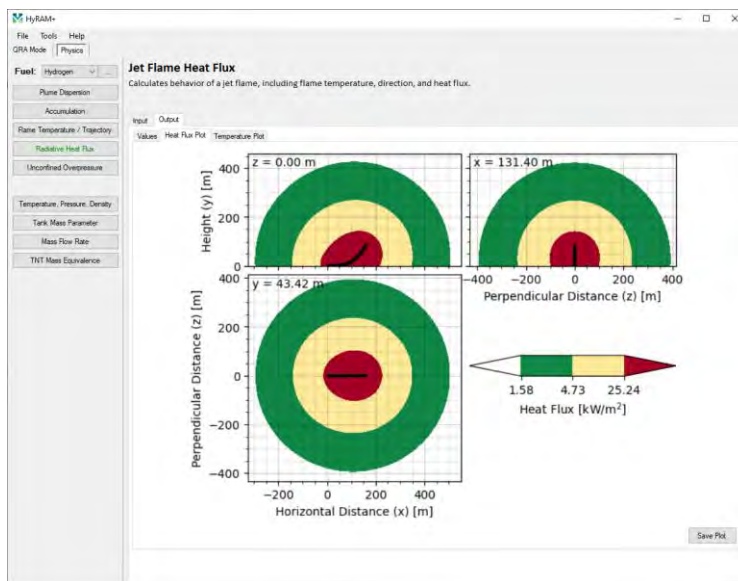 HyRAM+
File Tools Help
QRA Mode Physics
Fuel: Hydrogen ...
Plume Dispersion
Accumulation
Flame Temperature / Trajectory
Radiative Heat Flux
Unconfined Overpressure
Temperature, Pressure, Density
Tank Mass Parameter
Mass Flow Rate
TNT Mass Equivalence
Jet Flame Heat Flux
Calculates behavior of a jet flame, including flame temperature, direction, and heat flux.
Input Output
Values Heat Flux Plot Temperature Plot
z = 0.00 m
400
200
0
Height (y) [m]
x = 131.40 m
−400 −200 0 200 400
Perpendicular Distance (z) [m]
y = 43.42 m
400
200
0
−200
−400
Perpendicular Distance (z) [m]
−200 0 200 400
Horizontal Distance (x) [m]
1.58 4.73 25.24
Heat Flux [kW/m²]
Save Plot